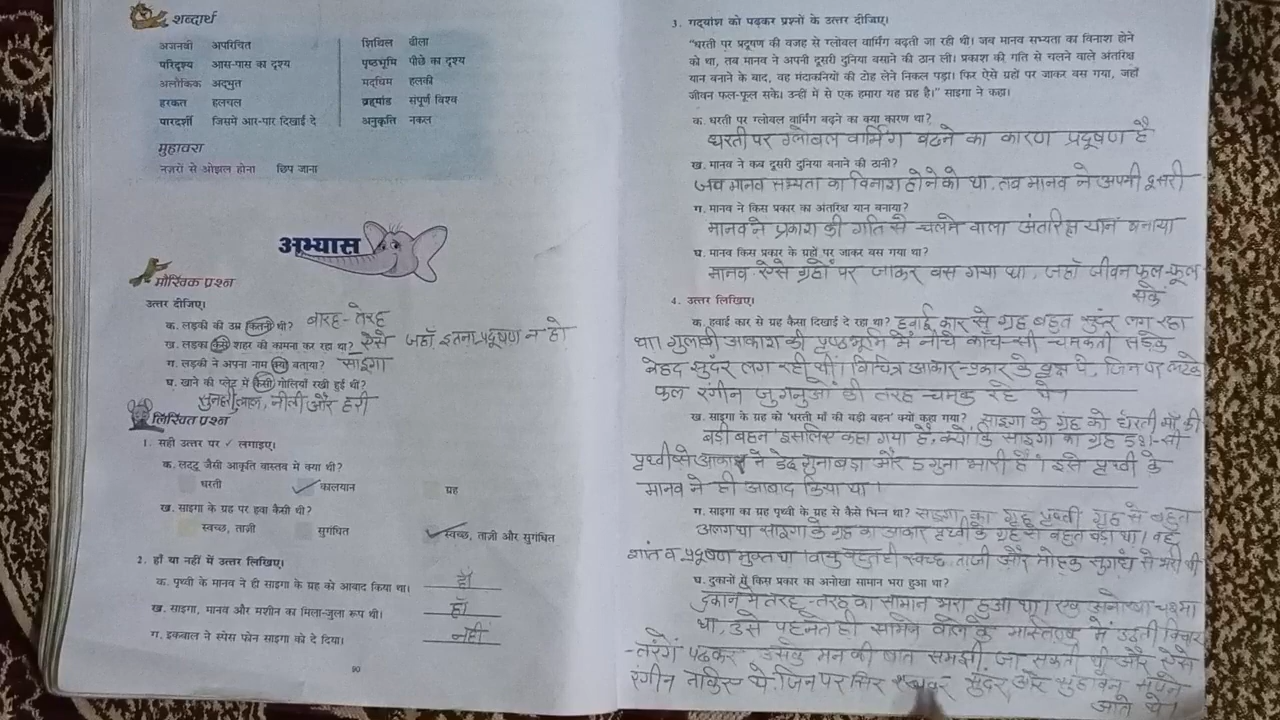 शब्दार्थ
अजनबी अपरिचित
परिदृश्य आस-पास का दृश्य
अलौकिक अद्भुत
हरकत हलचल
पारदर्शी जिसमें आर-पार दिखाई दे
शिथिल ढीला
पृष्ठभूमि पीछे का दृश्य
मद्धिम हलकी
ब्रह्मांड संपूर्ण विश्व
अनुकृति नकल
मुहावरा
नज़रों से ओझल होना छिप जाना
अभ्यास
मौखिक प्रश्न
उत्तर दीजिए।
क. लड़की की उम्र कितनी थी? बारह-तेरह
ख. लड़का कैसे शहर की कामना कर रहा था? ऐसे जहाँ इतना प्रदूषण न हो
ग. लड़की ने अपना नाम क्या बताया? साइगा
घ. खाने की प्लेट में कैसी गोलियाँ रखी हुई थीं?
सुनहरी, लाल, नीली और हरी
लिखित प्रश्न
1. सही उत्तर पर ✓ लगाइए।
क. लट्टू जैसी आकृति वास्तव में क्या थी?
धरती ✓ कालयान ग्रह
ख. साइगा के ग्रह पर हवा कैसी थी?
स्वच्छ, ताज़ी सुगंधित ✓ स्वच्छ, ताज़ी और सुगंधित
2. हाँ या नहीं में उत्तर लिखिए।
क. पृथ्वी के मानव ने ही साइगा के ग्रह को आबाद किया था। हाँ
ख. साइगा, मानव और मशीन का मिला-जुला रूप थी। हाँ
ग. इकबाल ने स्पेस फोन साइगा को दे दिया। नहीं
90
3. गद्यांश को पढ़कर प्रश्नों के उत्तर दीजिए।
"धरती पर प्रदूषण की वजह से ग्लोबल वार्मिंग बढ़ती जा रही थी। जब मानव सभ्यता का विनाश होने
को था, तब मानव ने अपनी दूसरी दुनिया बसाने की ठान ली। प्रकाश की गति से चलने वाले अंतरिक्ष
यान बनाने के बाद, वह मंदाकनियों की टोह लेने निकल पड़ा। फिर ऐसे ग्रहों पर जाकर बस गया, जहाँ
जीवन फल-फूल सके। उन्हीं में से एक हमारा यह ग्रह है।" साइगा ने कहा।
क. धरती पर ग्लोबल वार्मिंग बढ़ने का क्या कारण था?
धरती पर ग्लोबल वार्मिंग बढने का कारण प्रदूषण है
ख. मानव ने कब दूसरी दुनिया बनाने की ठानी?
जब मानव सभ्यता का विनाश होने को था, तब मानव ने अपनी दूसरी
ग. मानव ने किस प्रकार का अंतरिक्ष यान बनाया?
मानव ने प्रकाश की गति से चलने वाला अंतरिक्ष यान बनाया
घ. मानव किस प्रकार के ग्रहों पर जाकर बस गया था?
मानव ऐसे ग्रहों पर जाकर बस गया था, जहाँ जीवन फल-फूल
सके
4. उत्तर लिखिए।
क. हवाई कार से ग्रह कैसा दिखाई दे रहा था? हवाई कार से ग्रह बहुत सुंदर लग रहा
था। गुलाबी आकाश की पृष्ठभूमि में नीचे काँच-सी चमकती सड़कें
बेहद सुंदर लग रही थीं। विचित्र आकार-प्रकार के वृक्ष थे, जिन पर लटके
फल रंगीन जुगनुओं की तरह चमक रहे थे।
ख. साइगा के ग्रह को 'धरती माँ की बड़ी बहन' क्यों कहा गया? साइगा के ग्रह को धरती माँ की
बड़ी बहन इसलिए कहा गया है, क्योंकि साइगा का ग्रह 581-सी
पृथ्वी से आकार में डेढ़ गुना बड़ा और 5 गुना भारी है। इसे पृथ्वी के
मानव ने ही आबाद किया था।
ग. साइगा का ग्रह पृथ्वी के ग्रह से कैसे भिन्न था? साइगा का ग्रह पृथ्वी ग्रह से बहुत
अलग था साइगा के ग्रह का आकार पृथ्वी के ग्रह से बहुत बड़ा था। वह
शांत व प्रदूषण मुक्त था। वायु बहुत ही स्वच्छ, ताजी और मोहक सुगंध से भरी थी
घ. दुकानों में किस प्रकार का अनोखा सामान भरा हुआ था?
दुकान में तरह-तरह का सामान भरा हुआ था। एक अनोखा चश्मा
था, उसे पहनते ही सामने वाले के मस्तिष्क में उठती विचार
-तरंगें पढकर उसके मन की बात समझी जा सकती थी और ऐसे
रंगीन तकिए थे जिन पर सिर रखकर सुंदर और सुहावने सपने
आते थे।